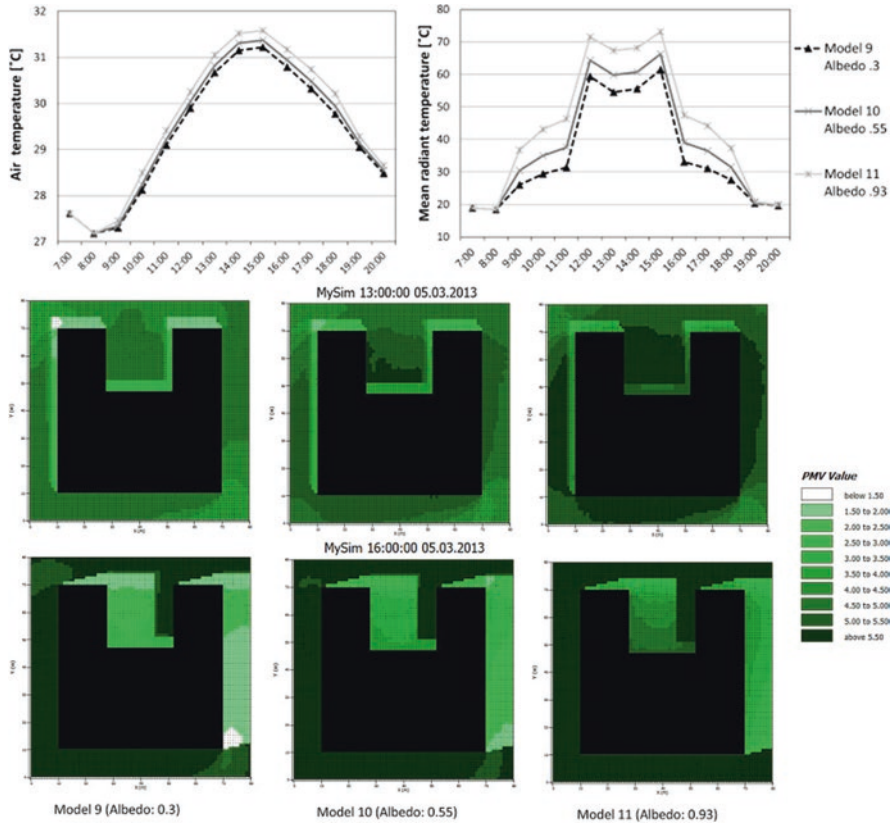 Air temperature [˚C]
32
31
30
29
28
27
7:00
8:00
9:00
10:00
11:00
12:00
13:00
14:00
15:00
16:00
17:00
18:00
19:00
20:00
Mean radiant temperature [˚C]
80
70
60
50
40
30
20
10
7:00
8:00
9:00
10:00
11:00
12:00
13:00
14:00
15:00
16:00
17:00
18:00
19:00
20:00
Model 9
Albedo .3
Model 10
Albedo .55
Model 11
Albedo .93
MySim 13:00:00 05.03.2013
MySim 16:00:00 05.03.2013
PMV Value
below 1.50
1.50 to 2.000
2.00 to 2.500
2.50 to 3.000
3.00 to 3.500
3.50 to 4.000
4.00 to 4.500
4.50 to 5.000
5.00 to 5.500
above 5.50
Model 9 (Albedo: 0.3)
Model 10 (Albedo: 0.55)
Model 11 (Albedo: 0.93)